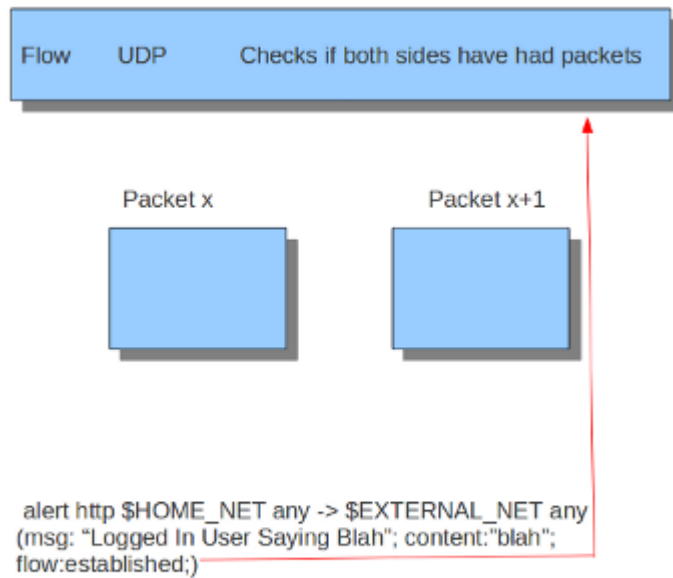 Flow UDP Checks if both sides have had packets
Packet x Packet x+1
alert http $HOME_NET any -> $EXTERNAL_NET any
(msg: “Logged In User Saying Blah"; content:"blah";
flow:established;)